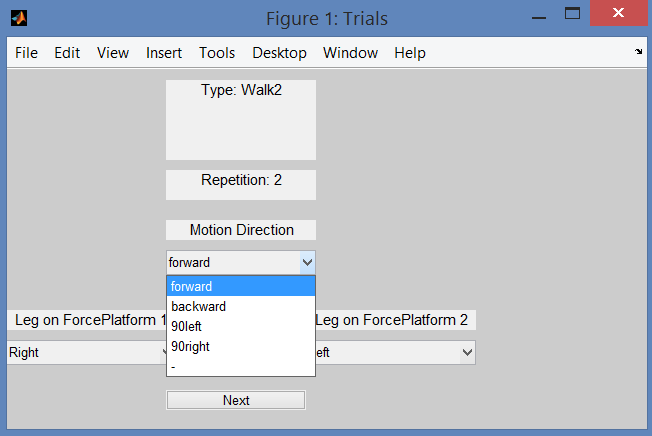 Figure 1: Trials
File Edit View Insert Tools Desktop Window Help
Type: Walk2
Repetition: 2
Motion Direction
forward
forward
backward
90left
90right
-
Leg on ForcePlatform 1 Leg on ForcePlatform 2
Right eft
Next